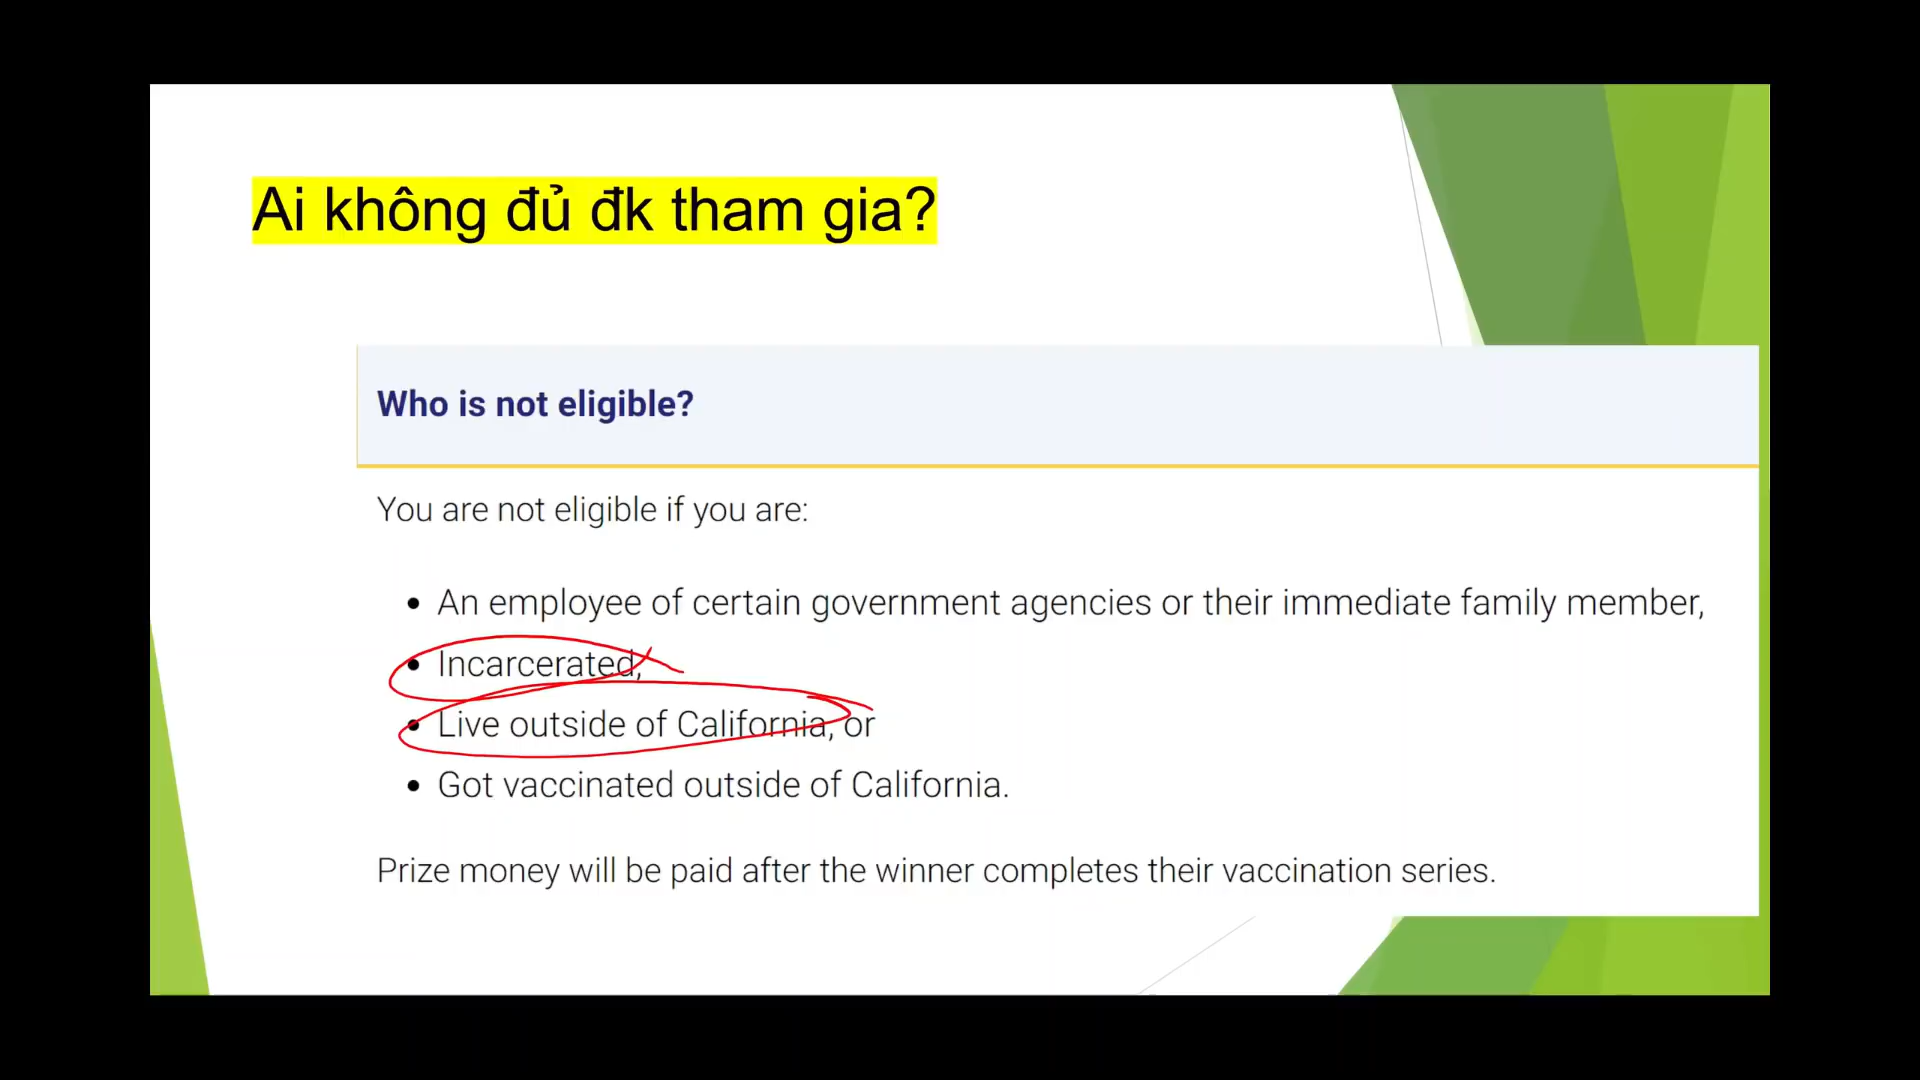 Ai không đủ đk tham gia?
Who is not eligible?
You are not eligible if you are:
• An employee of certain government agencies or their immediate family member,
• Incarcerated,
• Live outside of California, or
• Got vaccinated outside of California.
Prize money will be paid after the winner completes their vaccination series.